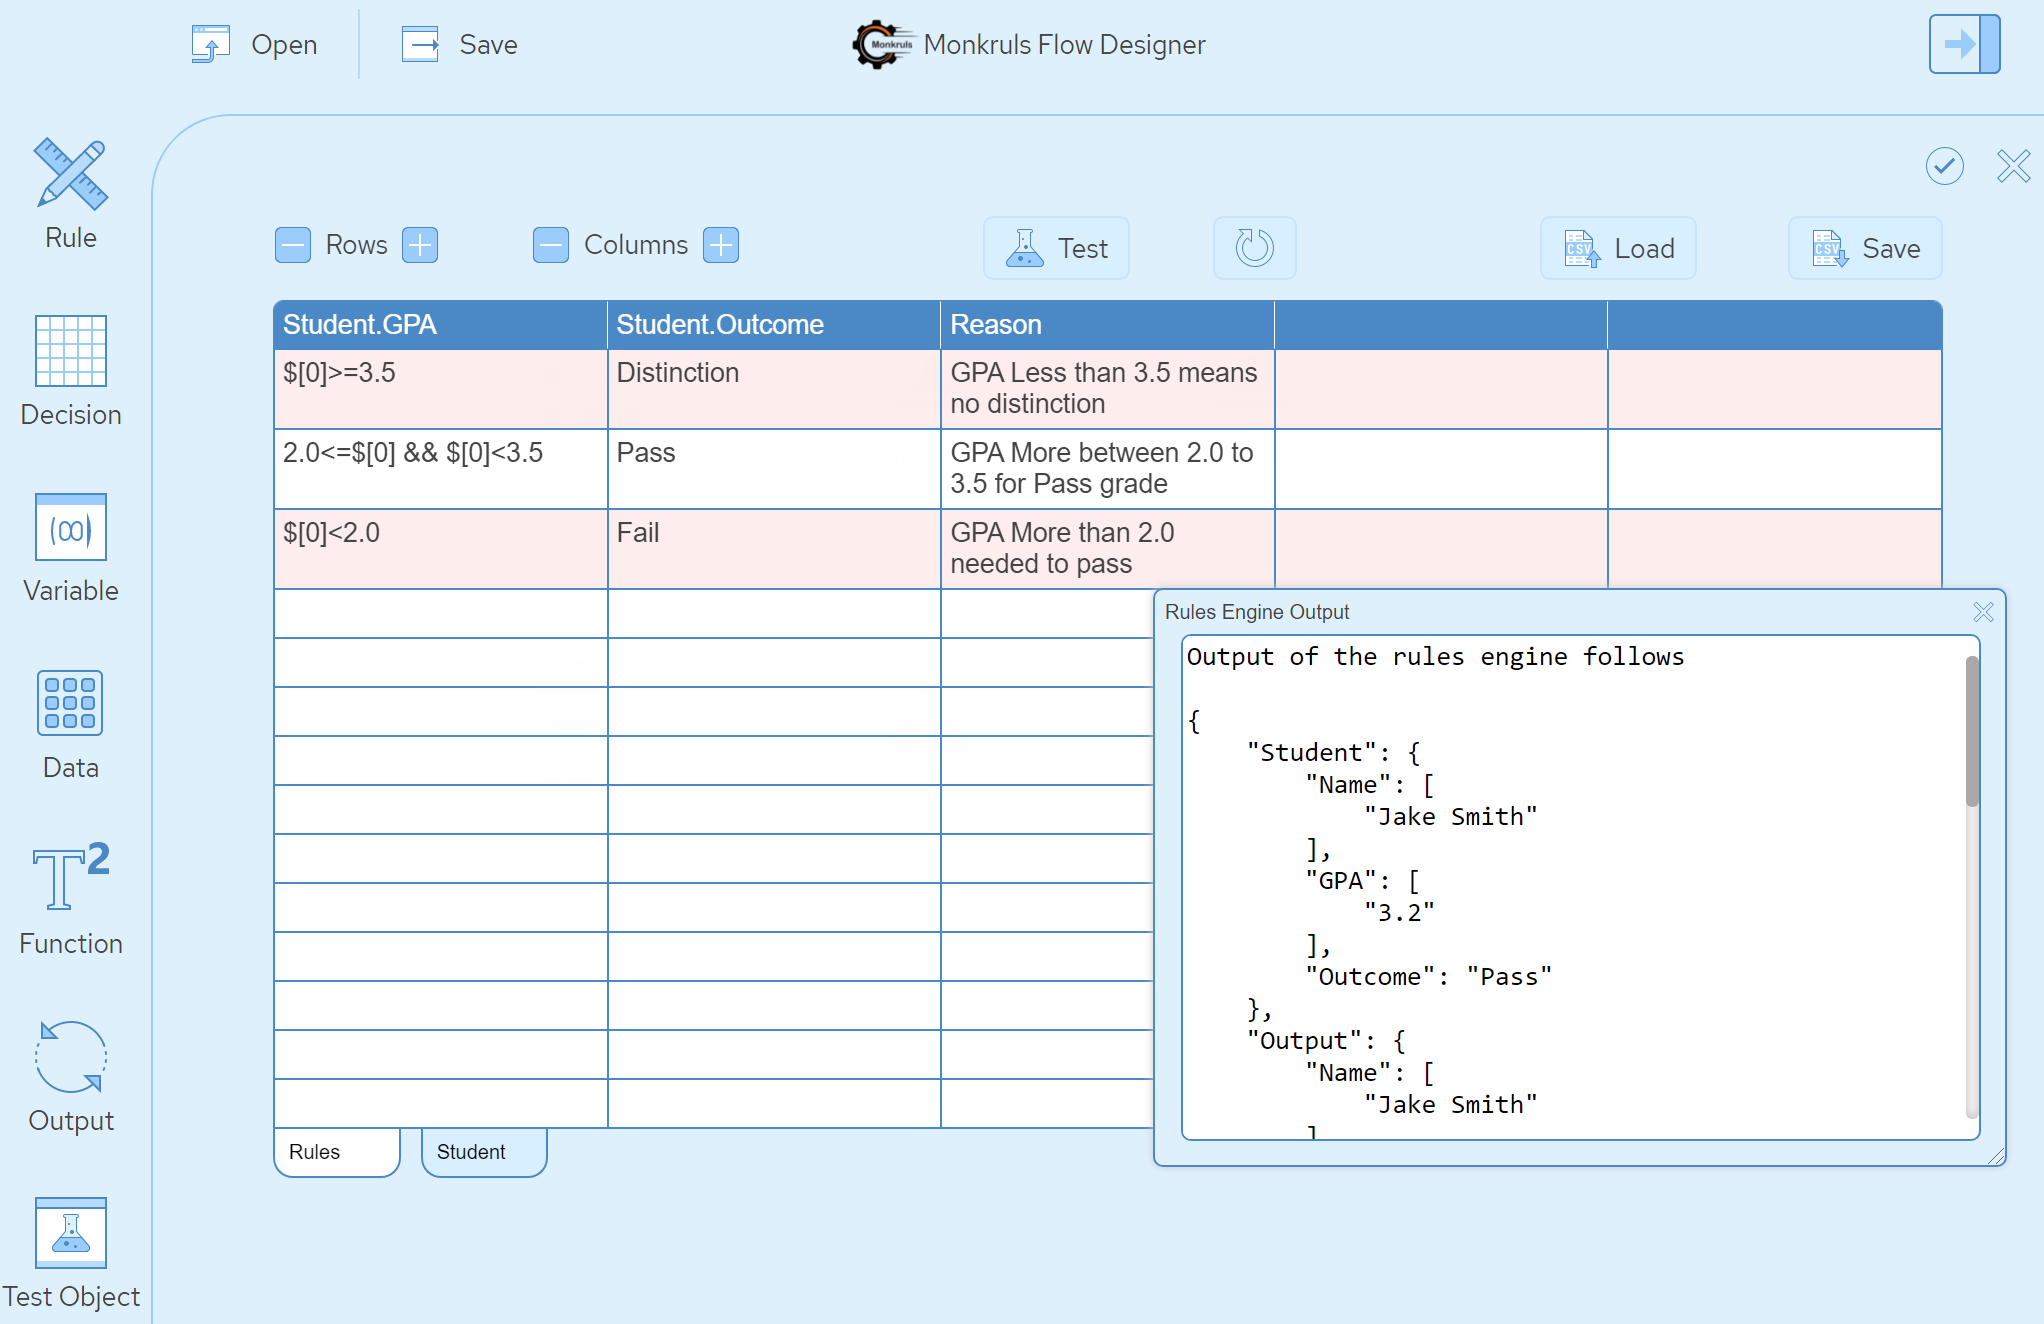 Open
Save
Monkruls
Monkruls Flow Designer
Rule
Decision
(∞)
Variable
Data
T2
Function
Output
Test Object
Rows
Columns
Test
CSV
Load
CSV
Save
Student.GPA Student.Outcome Reason
$[0]>=3.5 Distinction GPA Less than 3.5 means
no distinction
2.0<=$[0] && $[0]<3.5 Pass GPA More between 2.0 to
3.5 for Pass grade
$[0]<2.0 Fail GPA More than 2.0
needed to pass
Rules Engine Output
Output of the rules engine follows
{
"Student": {
"Name": [
"Jake Smith"
],
"GPA": [
"3.2"
],
"Outcome": "Pass"
},
"Output": {
"Name": [
"Jake Smith"
]
Rules
Student